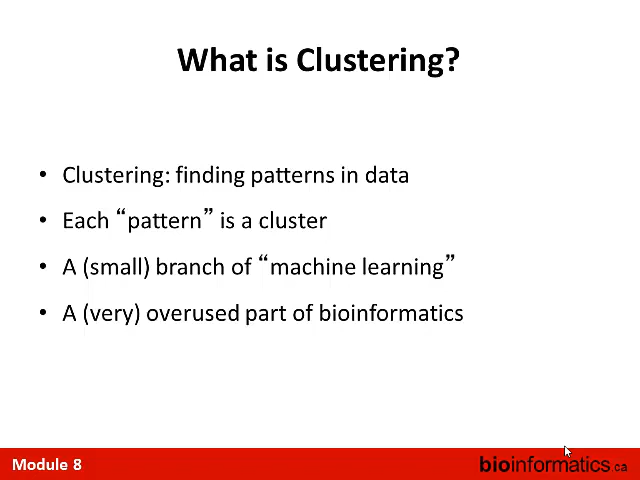 What is Clustering?
• Clustering: finding patterns in data
• Each “pattern” is a cluster
• A (small) branch of “machine learning”
• A (very) overused part of bioinformatics
Module 8
bioinformatics.ca